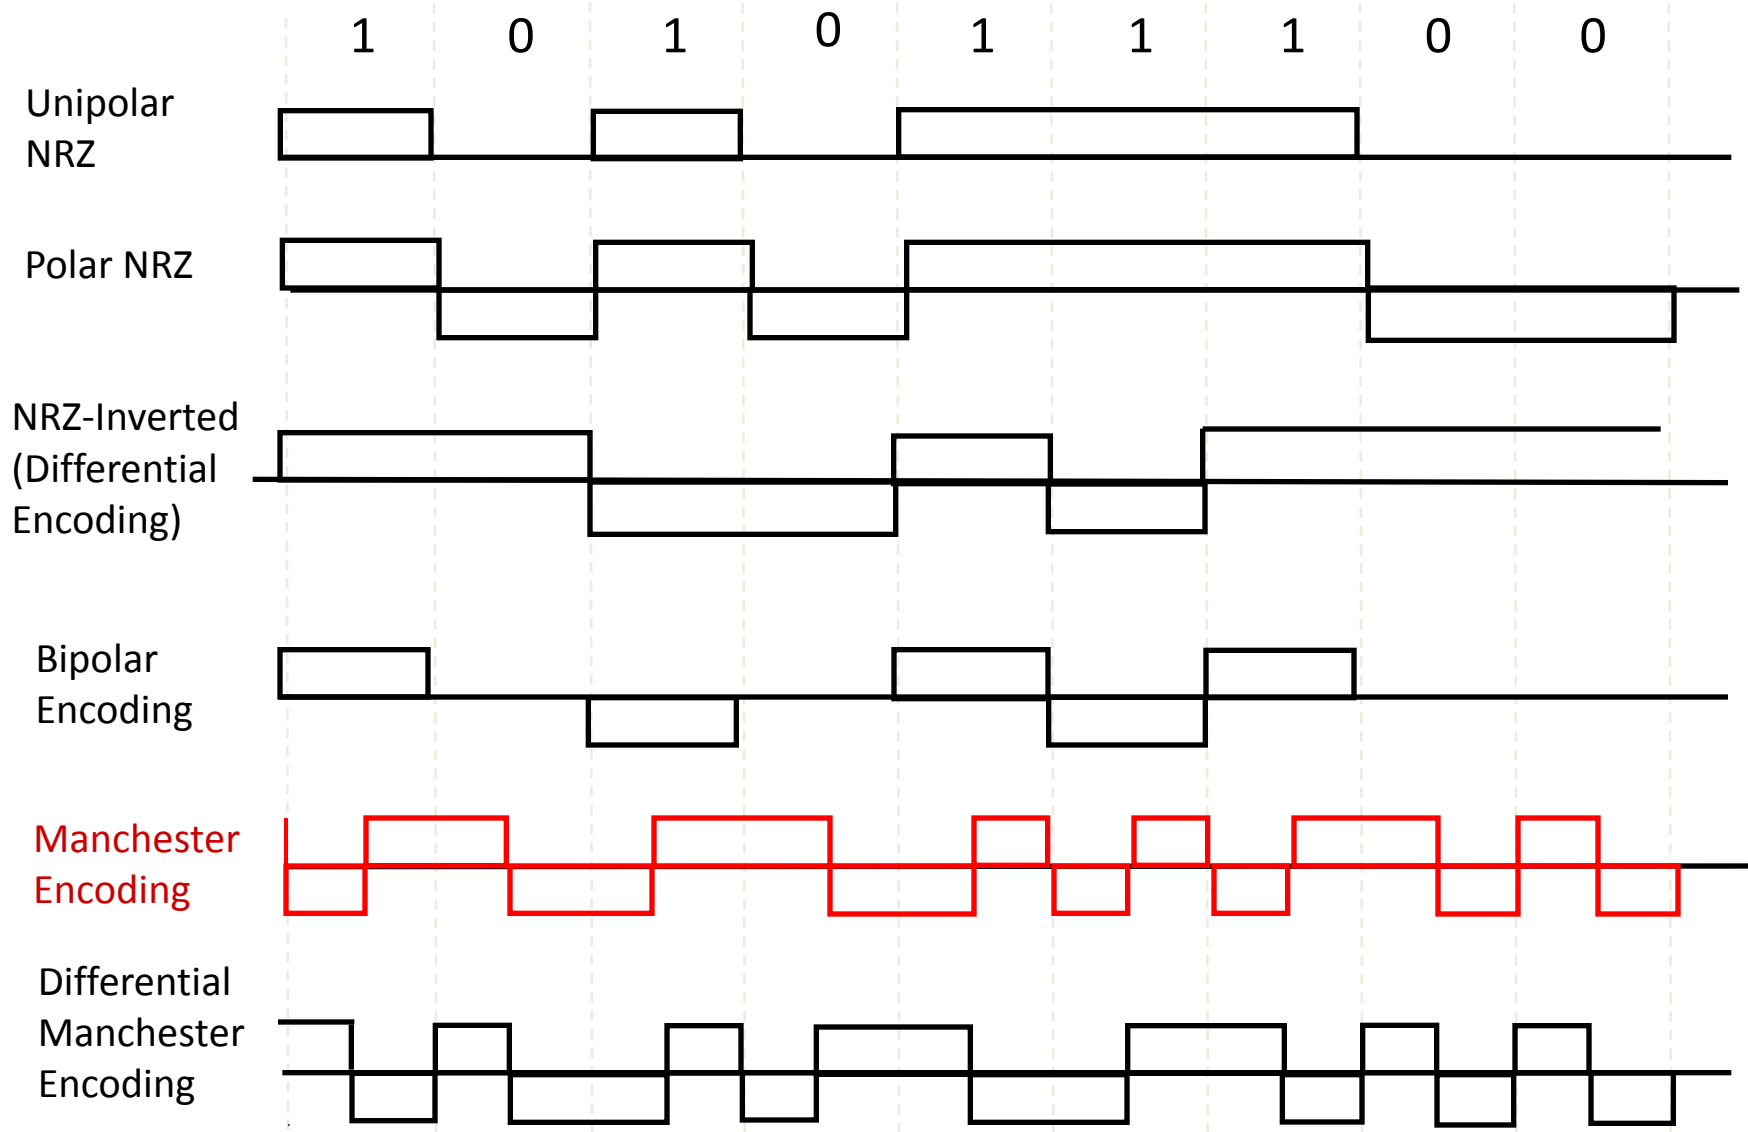 1 0 1 0 1 1 1 0 0
Unipolar
NRZ
Polar NRZ
NRZ-Inverted
(Differential
Encoding)
Bipolar
Encoding
Manchester
Encoding
Differential
Manchester
Encoding